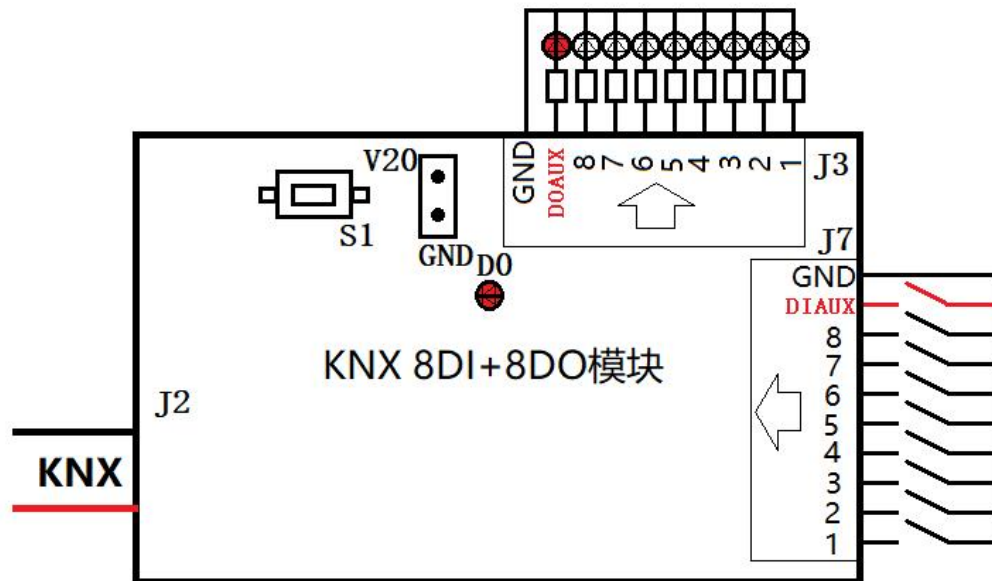 GND
DOAUX
8
7
6
5
4
3
2
1
J3
V20
S1
GND
D0
J7
GND
DIAUX
8
7
6
5
4
3
2
1
KNX 8DI+8DO模块
J2
KNX